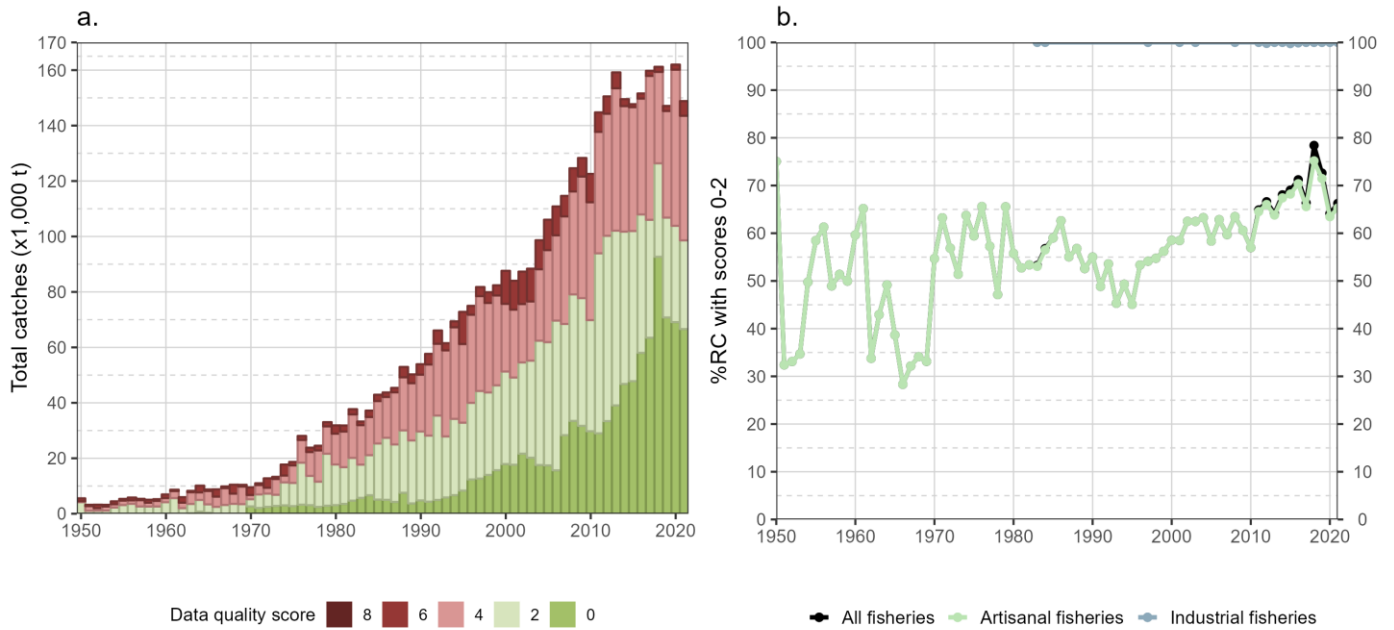 a.
Total catches (x1,000 t)
170
160
140
120
100
80
60
40
20
0
1950 1960 1970 1980 1990 2000 2010 2020
Data quality score 8 6 4 2 0
b.
%RC with scores 0-2
100 100
90 90
80 80
70 70
60 60
50 50
40 40
30 30
20 20
10 10
0 0
1950 1960 1970 1980 1990 2000 2010 2020
All fisheries Artisanal fisheries Industrial fisheries